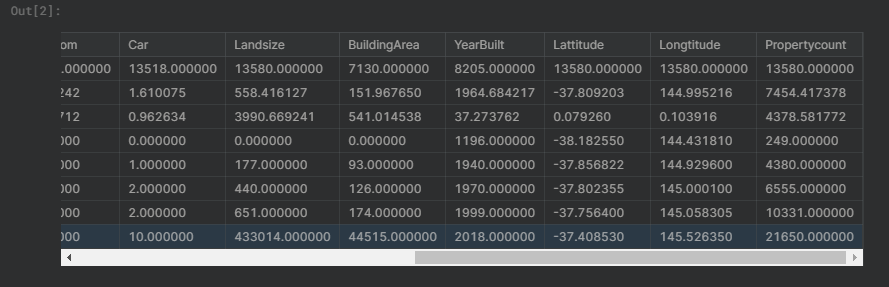 Out[2]:
om Car Landsize BuildingArea YearBuilt Lattitude Longtitude Propertycount
.000000 13518.000000 13580.000000 7130.000000 8205.000000 13580.000000 13580.000000 13580.000000
242 1.610075 558.416127 151.967650 1964.684217 -37.809203 144.995216 7454.417378
712 0.962634 3990.669241 541.014538 37.273762 0.079260 0.103916 4378.581772
000 0.000000 0.000000 0.000000 1196.000000 -38.182550 144.431810 249.000000
000 1.000000 177.000000 93.000000 1940.000000 -37.856822 144.929600 4380.000000
000 2.000000 440.000000 126.000000 1970.000000 -37.802355 145.000100 6555.000000
000 2.000000 651.000000 174.000000 1999.000000 -37.756400 145.058305 10331.000000
000 10.000000 433014.000000 44515.000000 2018.000000 -37.408530 145.526350 21650.000000